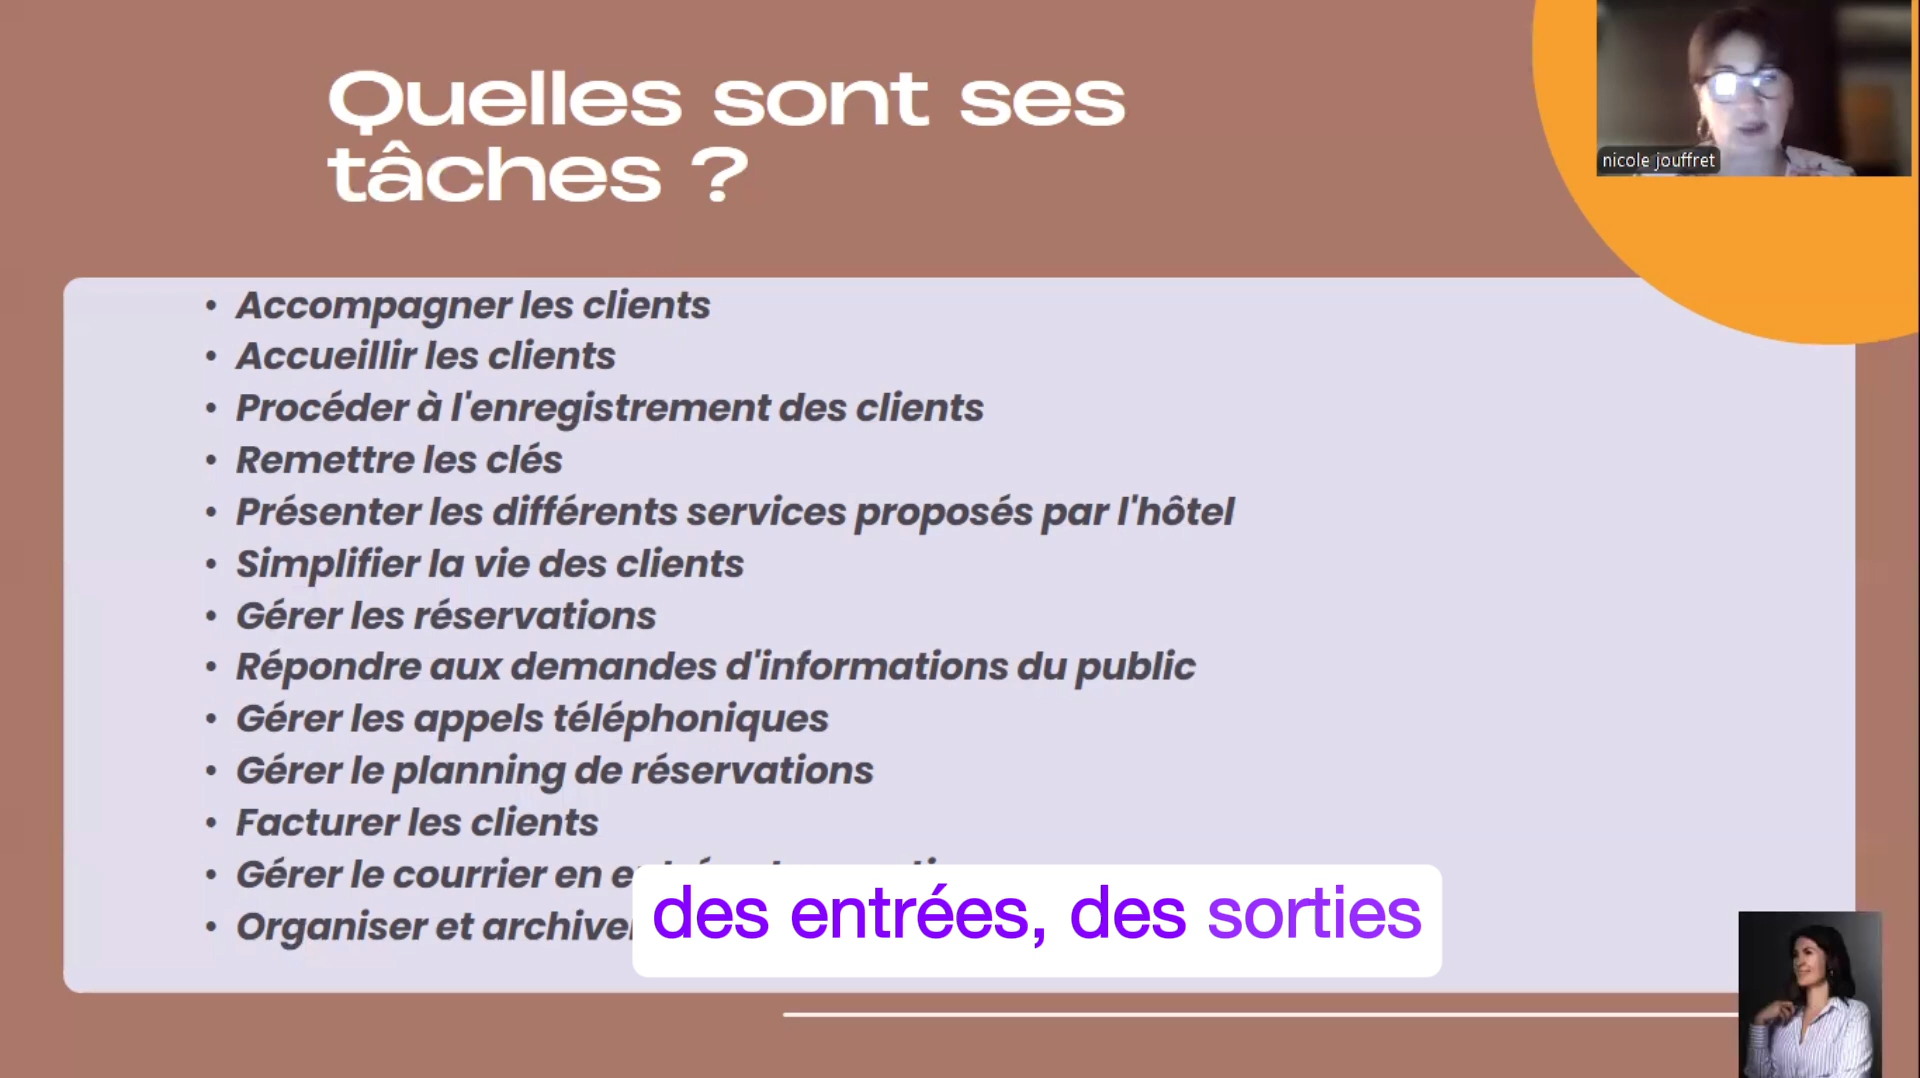 Quelles sont ses
tâches ?
nicole jouffret
• Accompagner les clients
• Accueillir les clients
• Procéder à l'enregistrement des clients
• Remettre les clés
• Présenter les différents services proposés par l'hôtel
• Simplifier la vie des clients
• Gérer les réservations
• Répondre aux demandes d'informations du public
• Gérer les appels téléphoniques
• Gérer le planning de réservations
• Facturer les clients
• Gérer le courrier en
• Organiser et
des entrées, des sorties